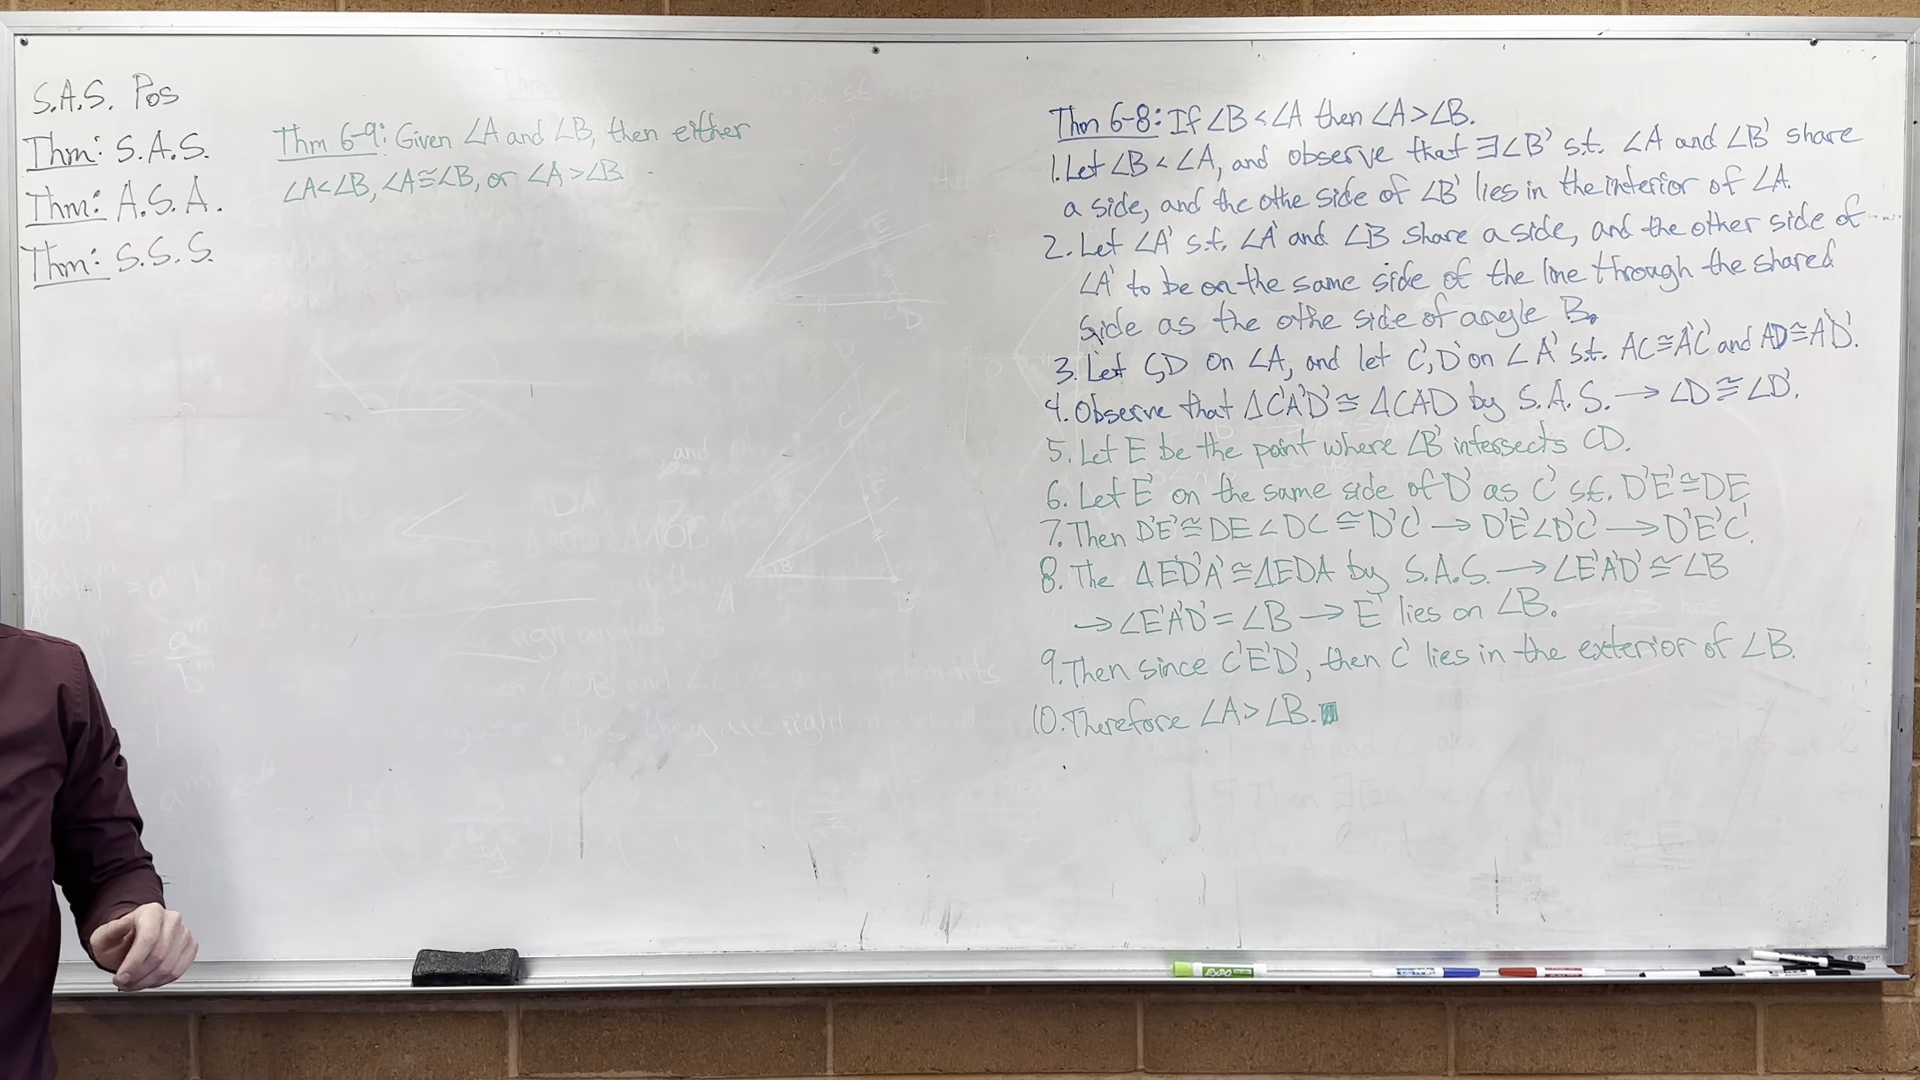 S.A.S. Pos
Thm: S.A.S.
Thm: A.S.A.
Thm: S.S.S.
Thm 6-9: Given ∠A and ∠B, then either
∠A<∠B, ∠A≅∠B, or ∠A>∠B.
Thm 6-8: If ∠B<∠A then ∠A>∠B.
1. Let ∠B<∠A, and observe that ∃∠B' s.t. ∠A and ∠B' share
a side, and the othe side of ∠B' lies in the interior of ∠A.
2. Let ∠A' s.t. ∠A' and ∠B share a side, and the other side of
∠A' to be on the same side of the line through the shared
side as the othe side of angle B.
3. Let C,D on ∠A, and let C',D' on ∠A' s.t. AC≅A'C' and AD≅A'D'.
4. Observe that ΔC'A'D'≅ΔCAD by S.A.S. → ∠D≅∠D'.
5. Let E be the point where ∠B' intersects CD.
6. Let E' on the same side of D' as C' s.t. D'E'≅DE
7. Then D'E'≅DE<DC≅D'C' → D'E'<D'C' → D'E'C'.
8. The ΔE'D'A'≅ΔEDA by S.A.S. → ∠E'A'D'≅∠B
→ ∠E'A'D'=∠B → E' lies on ∠B.
9. Then since C'E'D', then C' lies in the exterior of ∠B.
10. Therefore ∠A>∠B.
EXPO